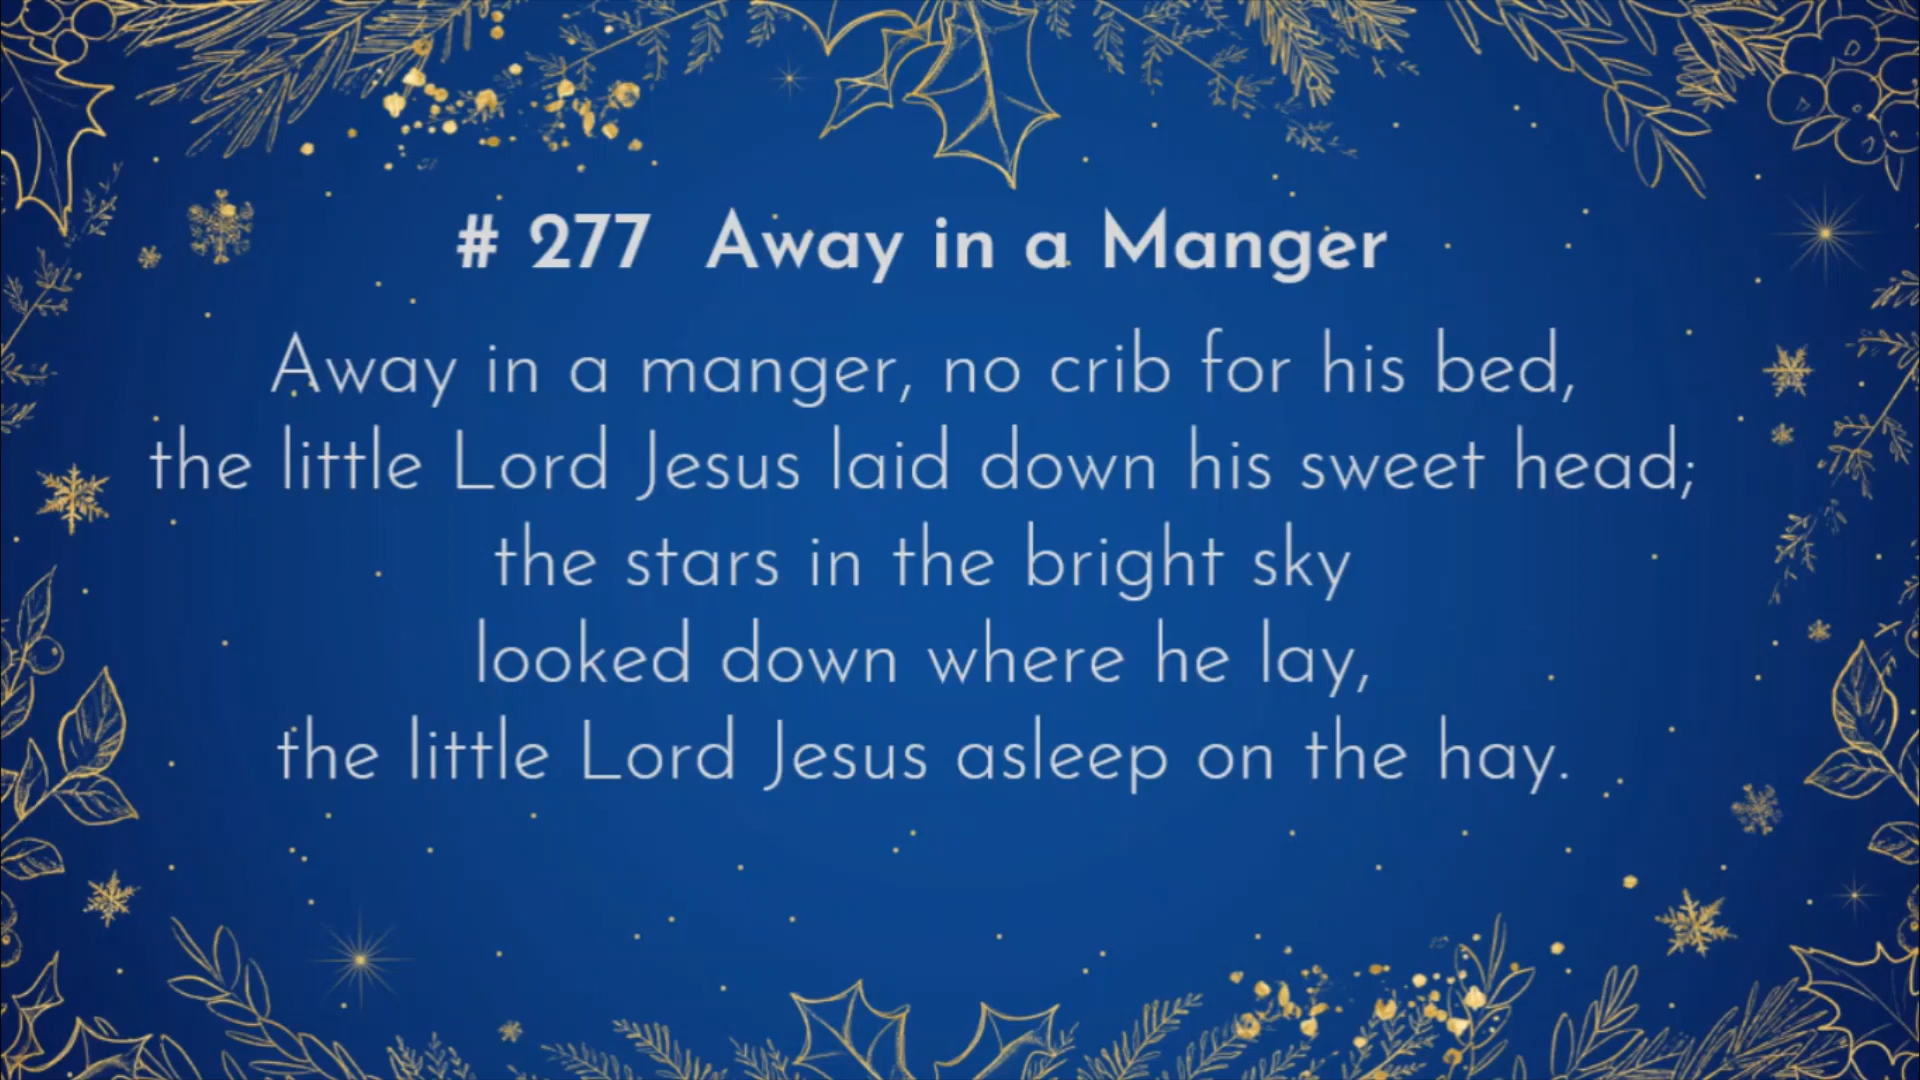 # 277 Away in a Manger
Away in a manger, no crib for his bed,
the little Lord Jesus laid down his sweet head;
the stars in the bright sky
looked down where he lay,
the little Lord Jesus asleep on the hay.